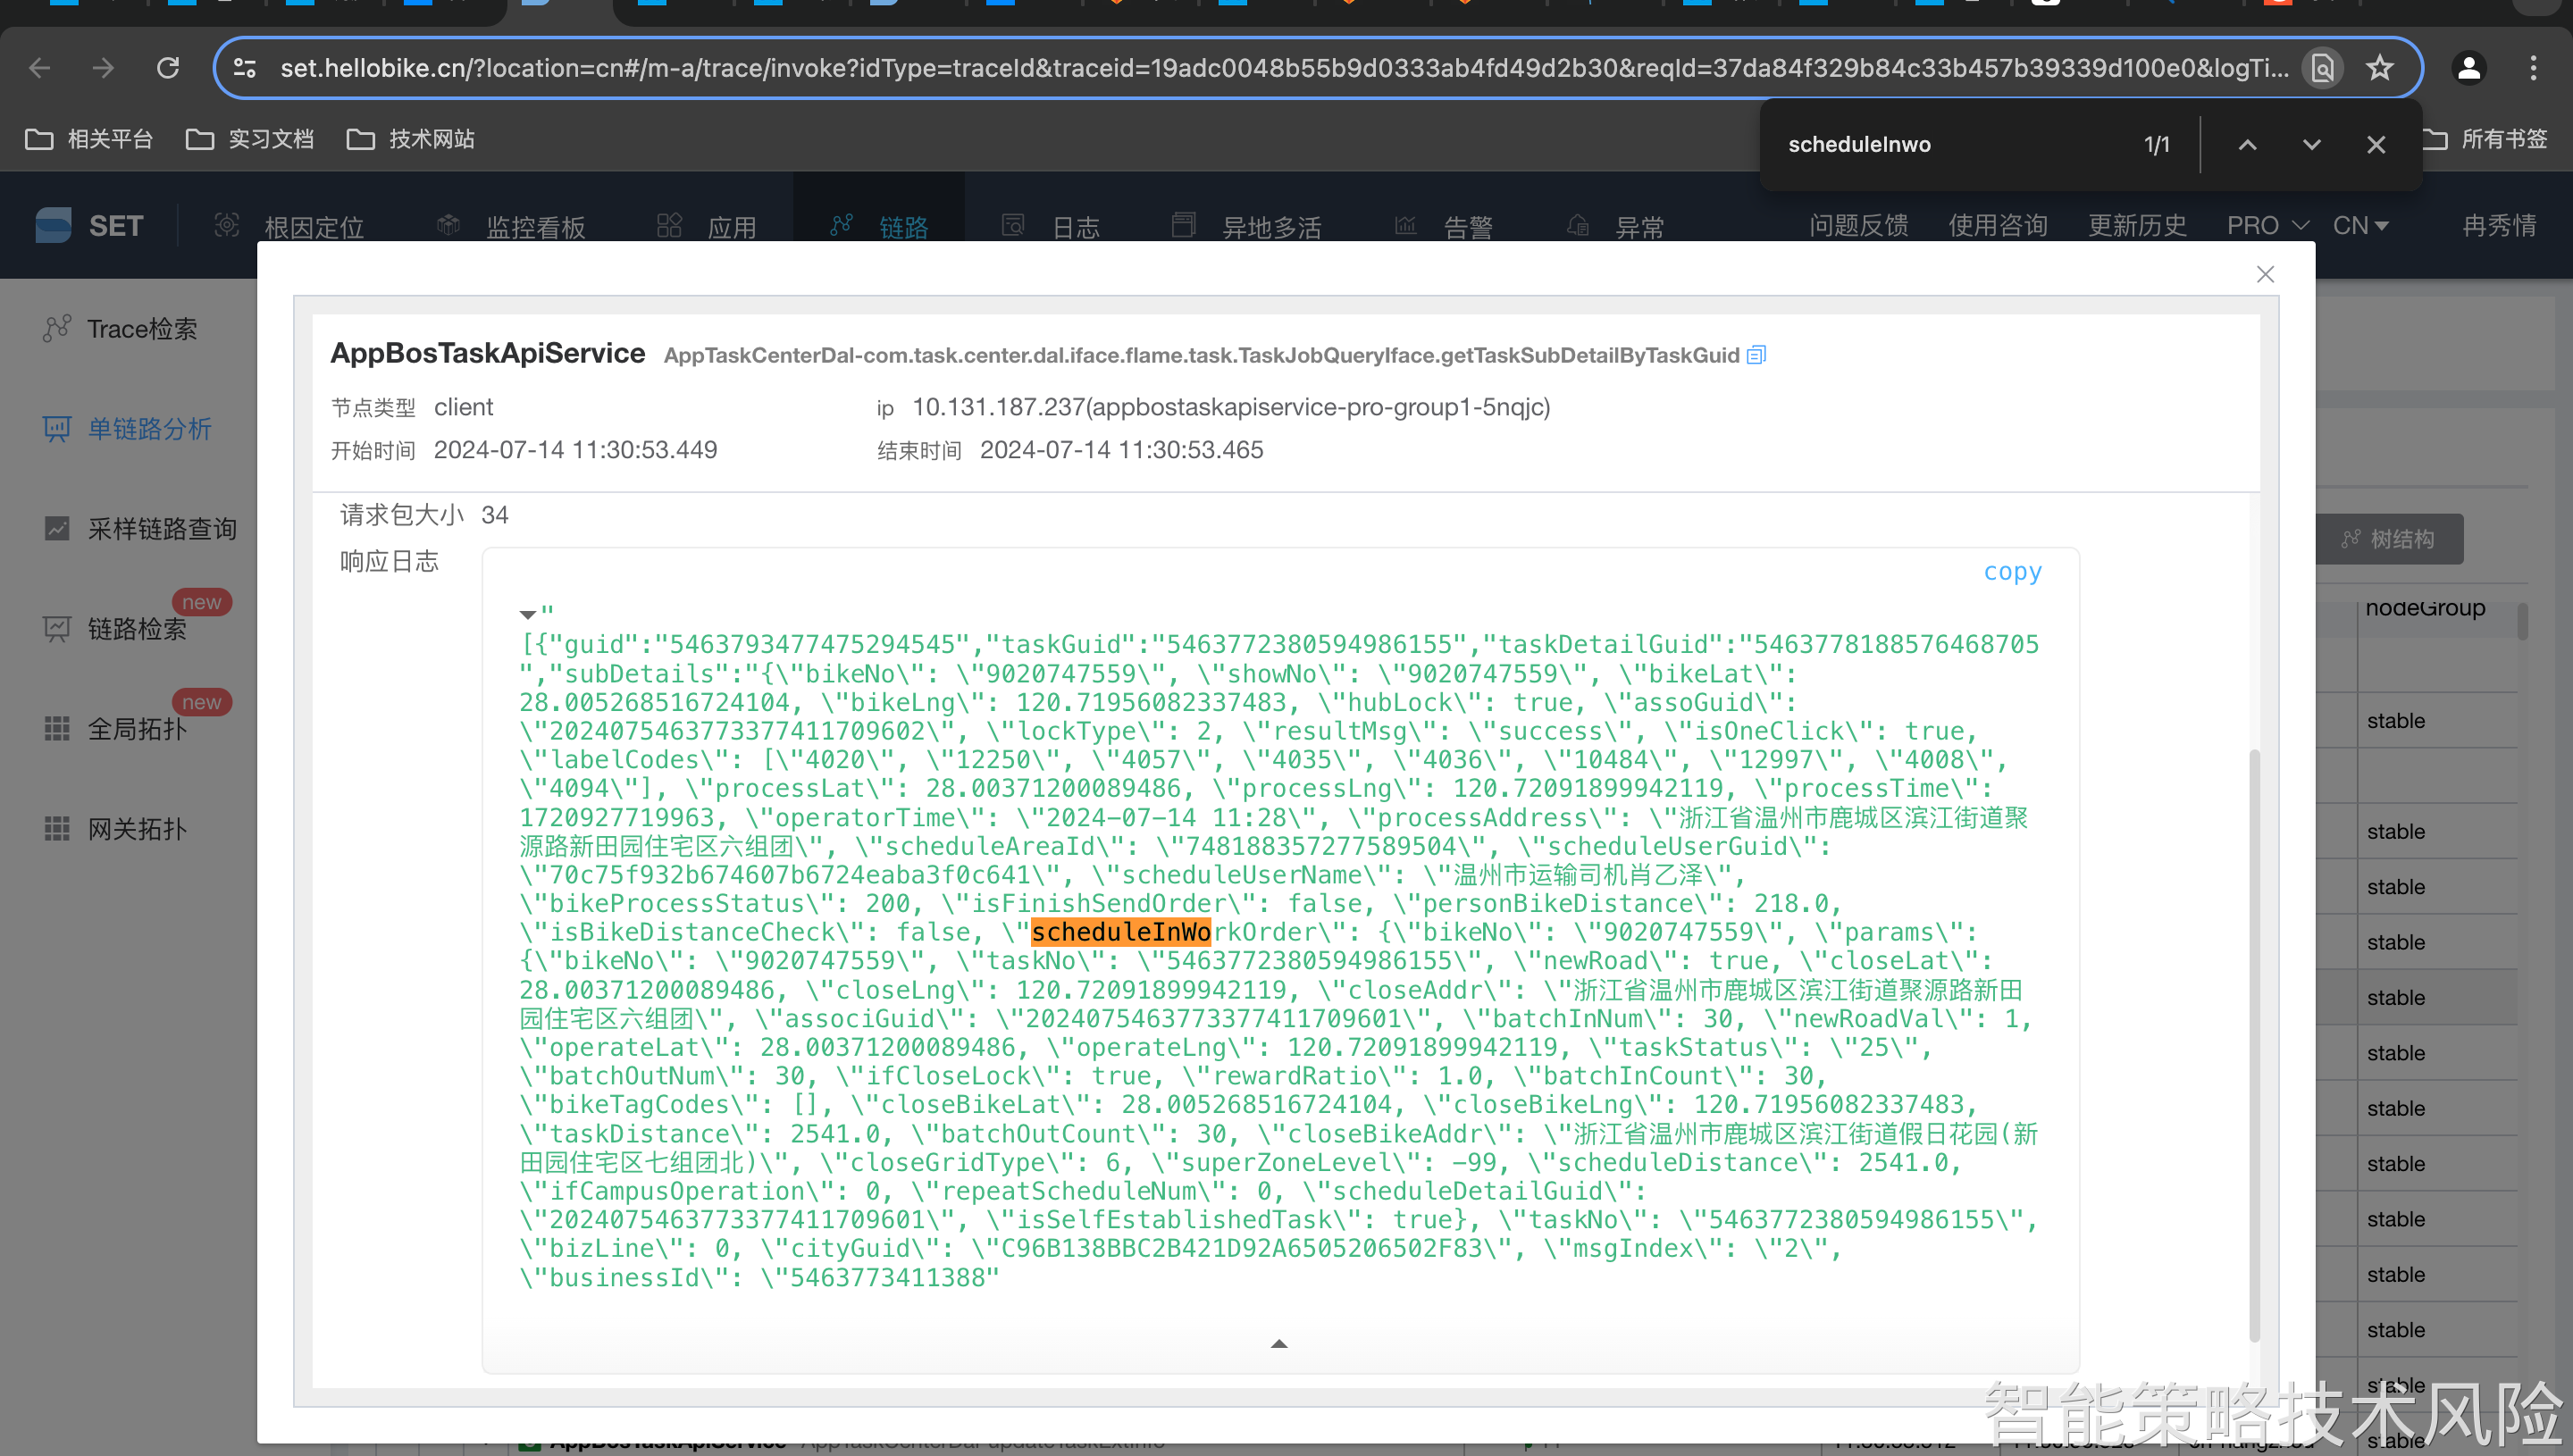 set.hellobike.cn/?location=cn#/m-a/trace/invoke?idType=traceId&traceid=19adc0048b55b9d0333ab4fd49d2b30&reqId=37da84f329b84c33b457b39339d100e0&logTi...
相关平台 实习文档 技术网站 所有书签
scheduleInwo 1/1
SET 根因定位 监控看板 应用 链路 日志 异地多活 告警 异常 问题反馈 使用咨询 更新历史 PRO CN 冉秀情
Trace检索
单链路分析
采样链路查询
new
链路检索
new
全局拓扑
网关拓扑
AppBosTaskApiService AppTaskCenterDal-com.task.center.dal.iface.flame.task.TaskJobQueryIface.getTaskSubDetailByTaskGuid
节点类型 client ip 10.131.187.237(appbostaskapiservice-pro-group1-5nqjc)
开始时间 2024-07-14 11:30:53.449 结束时间 2024-07-14 11:30:53.465
请求包大小 34
响应日志
copy
"
[{"guid":"5463793477475294545","taskGuid":"5463772380594986155","taskDetailGuid":"5463778188576468705
","subDetails":"{\"bikeNo\": \"9020747559\", \"showNo\": \"9020747559\", \"bikeLat\":
28.005268516724104, \"bikeLng\": 120.71956082337483, \"hubLock\": true, \"assoGuid\":
\"20240754637733774117​09602\", \"lockType\": 2, \"resultMsg\": \"success\", \"isOneClick\": true,
\"labelCodes\": [\"4020\", \"12250\", \"4057\", \"4035\", \"4036\", \"10484\", \"12997\", \"4008\",
\"4094\"], \"processLat\": 28.00371200089486, \"processLng\": 120.72091899942119, \"processTime\":
1720927719963, \"operatorTime\": \"2024-07-14 11:28\", \"processAddress\": \"浙江省温州市鹿城区滨江街道聚
源路新田园住宅区六组团\", \"scheduleAreaId\": \"748188357277589504\", \"scheduleUserGuid\":
\"70c75f932b674607b6724eaba3f0c641\", \"scheduleUserName\": \"温州市运输司机肖乙泽\",
\"bikeProcessStatus\": 200, \"isFinishSendOrder\": false, \"personBikeDistance\": 218.0,
\"isBikeDistanceCheck\": false, \"scheduleInWorkOrder\": {\"bikeNo\": \"9020747559\", \"params\":
{\"bikeNo\": \"9020747559\", \"taskNo\": \"5463772380594986155\", \"newRoad\": true, \"closeLat\":
28.00371200089486, \"closeLng\": 120.72091899942119, \"closeAddr\": \"浙江省温州市鹿城区滨江街道聚源路新田
园住宅区六组团\", \"associGuid\": \"2024075463773377411709601\", \"batchInNum\": 30, \"newRoadVal\": 1,
\"operateLat\": 28.00371200089486, \"operateLng\": 120.72091899942119, \"taskStatus\": \"25\",
\"batchOutNum\": 30, \"ifCloseLock\": true, \"rewardRatio\": 1.0, \"batchInCount\": 30,
\"bikeTagCodes\": [], \"closeBikeLat\": 28.005268516724104, \"closeBikeLng\": 120.71956082337483,
\"taskDistance\": 2541.0, \"batchOutCount\": 30, \"closeBikeAddr\": \"浙江省温州市鹿城区滨江街道假日花园(新
田园住宅区七组团北)\", \"closeGridType\": 6, \"superZoneLevel\": -99, \"scheduleDistance\": 2541.0,
\"ifCampusOperation\": 0, \"repeatScheduleNum\": 0, \"scheduleDetailGuid\":
\"2024075463773377411709601\", \"isSelfEstablishedTask\": true}, \"taskNo\": \"5463772380594986155\",
\"bizLine\": 0, \"cityGuid\": \"C96B138BBC2B421D92A6505206502F83\", \"msgIndex\": \"2\",
\"businessId\": \"5463773411388"
树结构
nodeGroup
stable
stable
stable
stable
stable
stable
stable
stable
stable
stable
stable
stable
stable
stable
智能策略技术风险